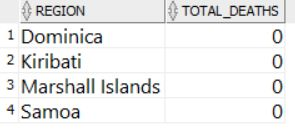 REGION TOTAL_DEATHS
1 Dominica 0
2 Kiribati 0
3 Marshall Islands 0
4 Samoa 0